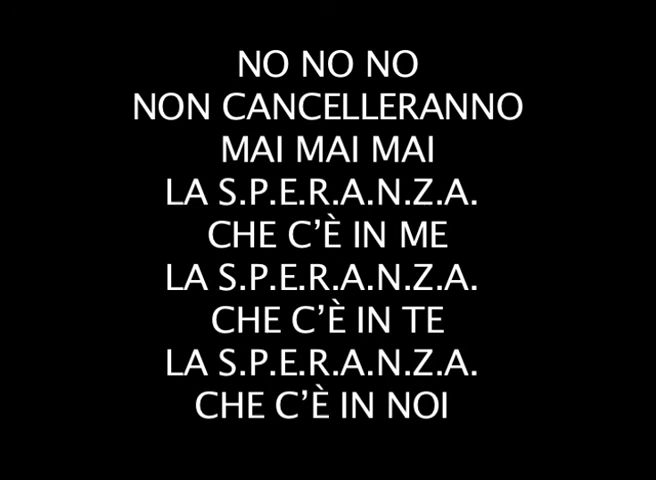 NO NO NO
NON CANCELLERANNO
MAI MAI MAI
LA S.P.E.R.A.N.Z.A.
CHE C’È IN ME
LA S.P.E.R.A.N.Z.A.
CHE C’È IN TE
LA S.P.E.R.A.N.Z.A.
CHE C’È IN NOI